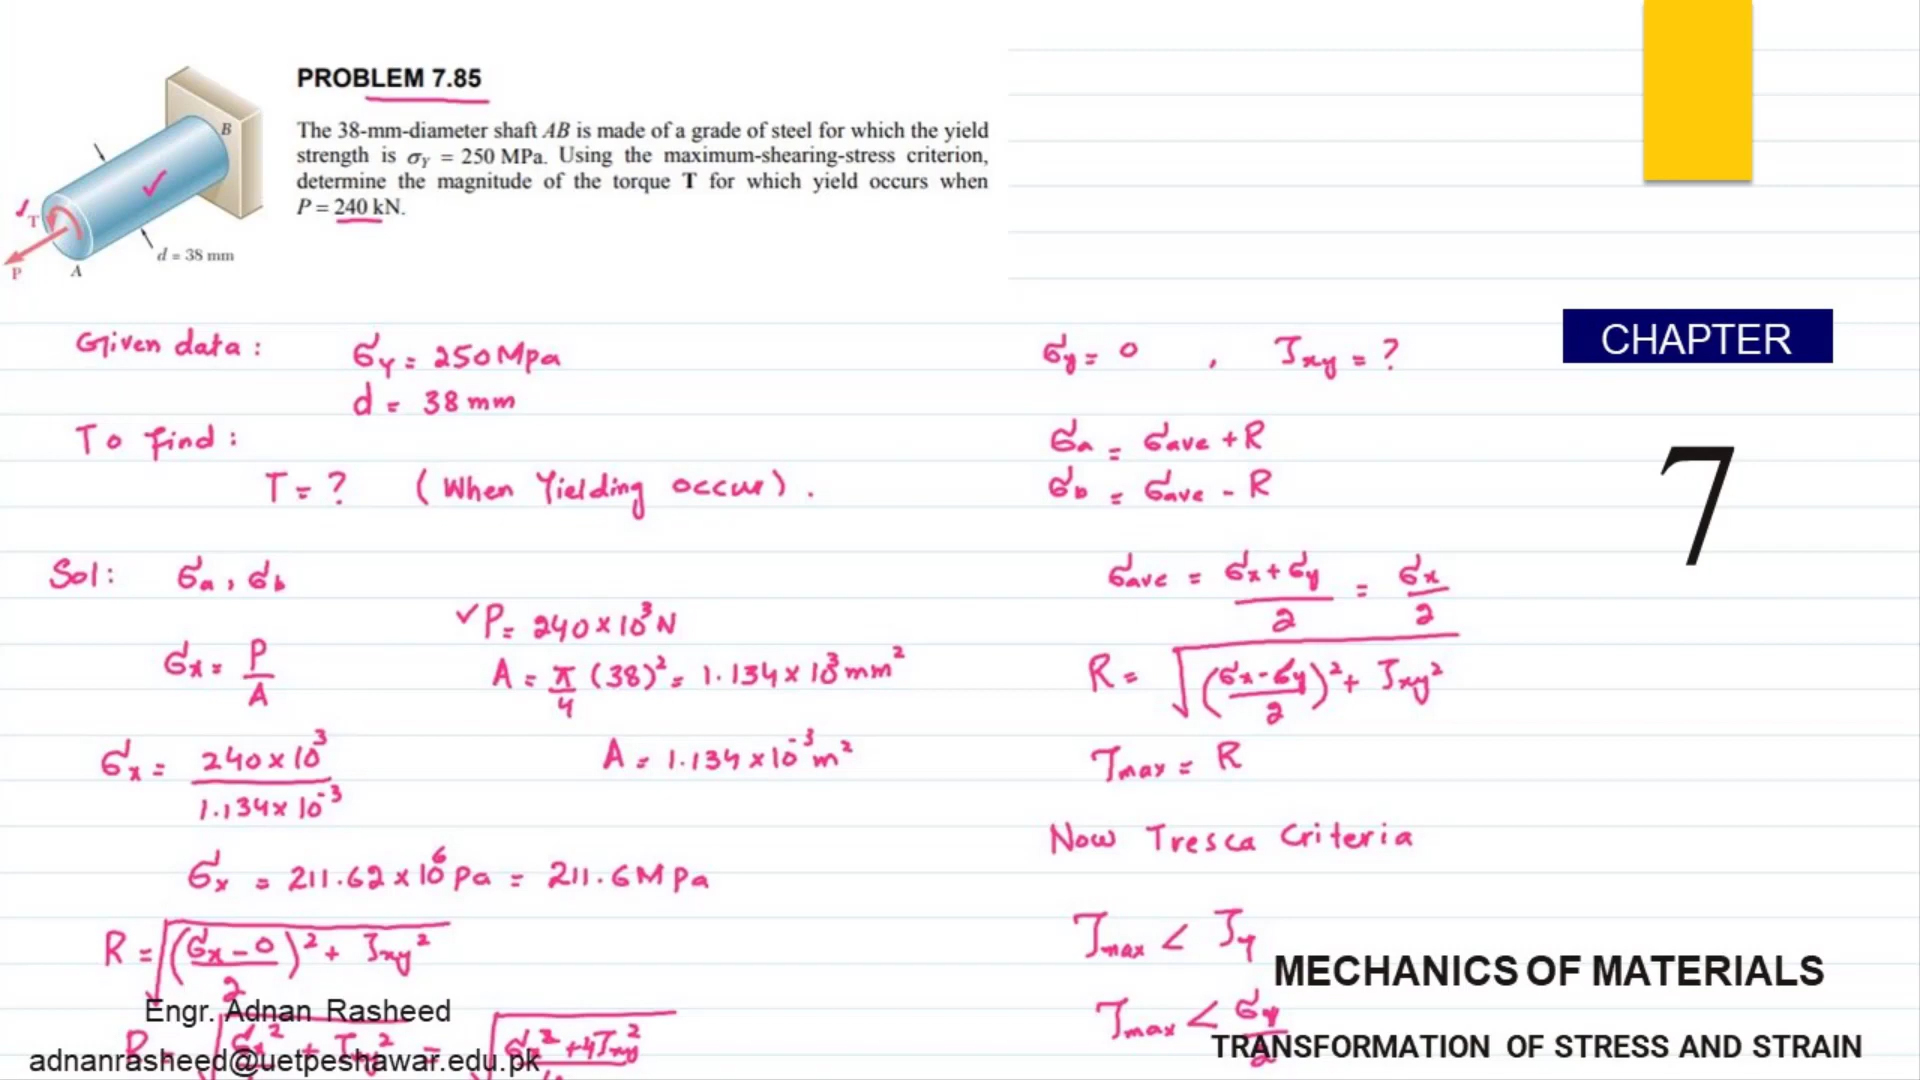 PROBLEM 7.85
The 38-mm-diameter shaft AB is made of a grade of steel for which the yield
strength is σY = 250 MPa. Using the maximum-shearing-stress criterion,
determine the magnitude of the torque T for which yield occurs when
P = 240 kN.
B
T
P
A
d = 38 mm
Given data: σY = 250 Mpa
d = 38 mm
To find:
T = ? (When Yielding occur).
Sol: σa, σb
✓P = 240 × 10³ N
σx = P/A
A = π/4 (38)² = 1.134 × 10³ mm²
A = 1.134 × 10⁻³ m²
σx = 240 × 10³ / 1.134 × 10⁻³
σx = 211.62 × 10⁶ Pa = 211.6 MPa
R = √((σx - 0)/2)² + τxy²
R = √σx²/ + τxy² = √σx² + 4τxy²/
Engr. Adnan Rasheed
adnanrasheed@uetpeshawar.edu.pk
σy = 0 , τxy = ?
σa = σave + R
σb = σave - R
σave = σx + σy / 2 = σx / 2
R = √((σx - σy)/2)² + τxy²
τmax = R
Now Tresca Criteria
τmax < τY
τmax < σY/2
CHAPTER
7
MECHANICS OF MATERIALS
TRANSFORMATION OF STRESS AND STRAIN